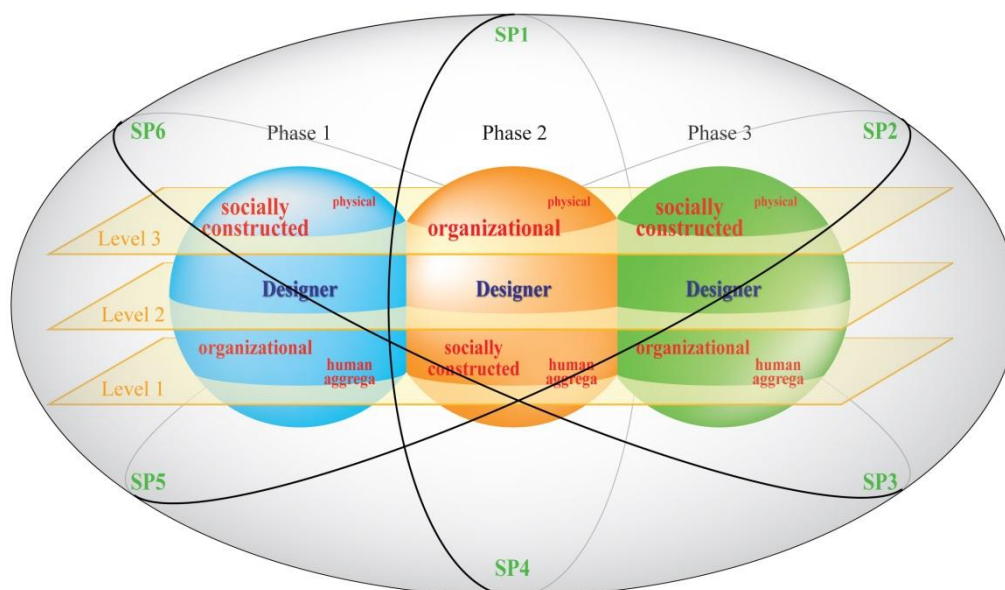 SP1
SP6
Phase 1
Phase 2
Phase 3
SP2
socially
constructed
physical
organizational
physical
socially
constructed
physical
Level 3
Designer
Designer
Designer
Level 2
organizational
human
aggrega
socially
constructed
human
aggrega
organizational
human
aggrega
Level 1
SP5
SP3
SP4